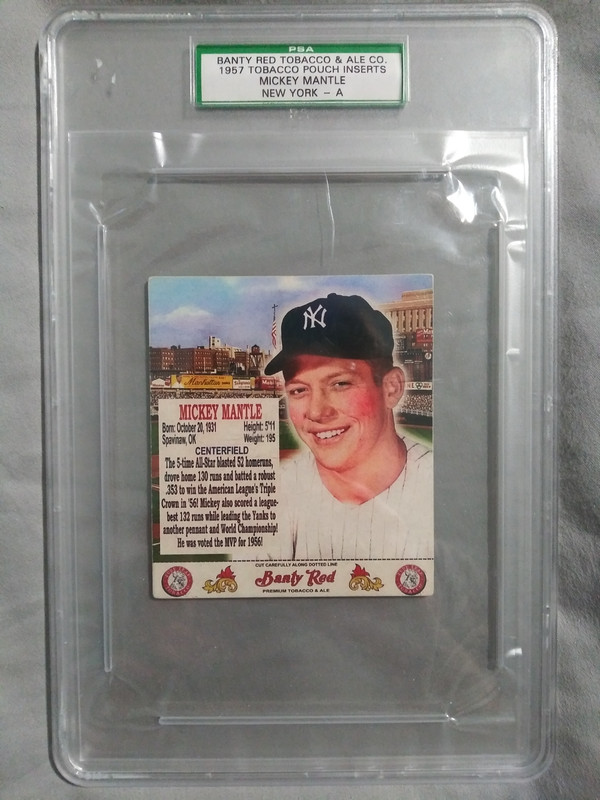 PSA
BANTY RED TOBACCO & ALE CO.
1957 TOBACCO POUCH INSERTS
MICKEY MANTLE
NEW YORK - A
NY
Manhattan
MICKEY MANTLE
Born: October 20, 1931 Height: 5'11
Spavinaw, OK Weight: 195
CENTERFIELD
The 5-time All-Star blasted 52 homeruns,
drove home 130 runs and batted a robust
.353 to win the American League's Triple
Crown in '56! Mickey also scored a league-
best 132 runs while leading the Yanks to
another pennant and World Championship!
He was voted the MVP for 1956!
CUT CAREFULLY ALONG DOTTED LINE
Banty Red
PREMIUM TOBACCO & ALE